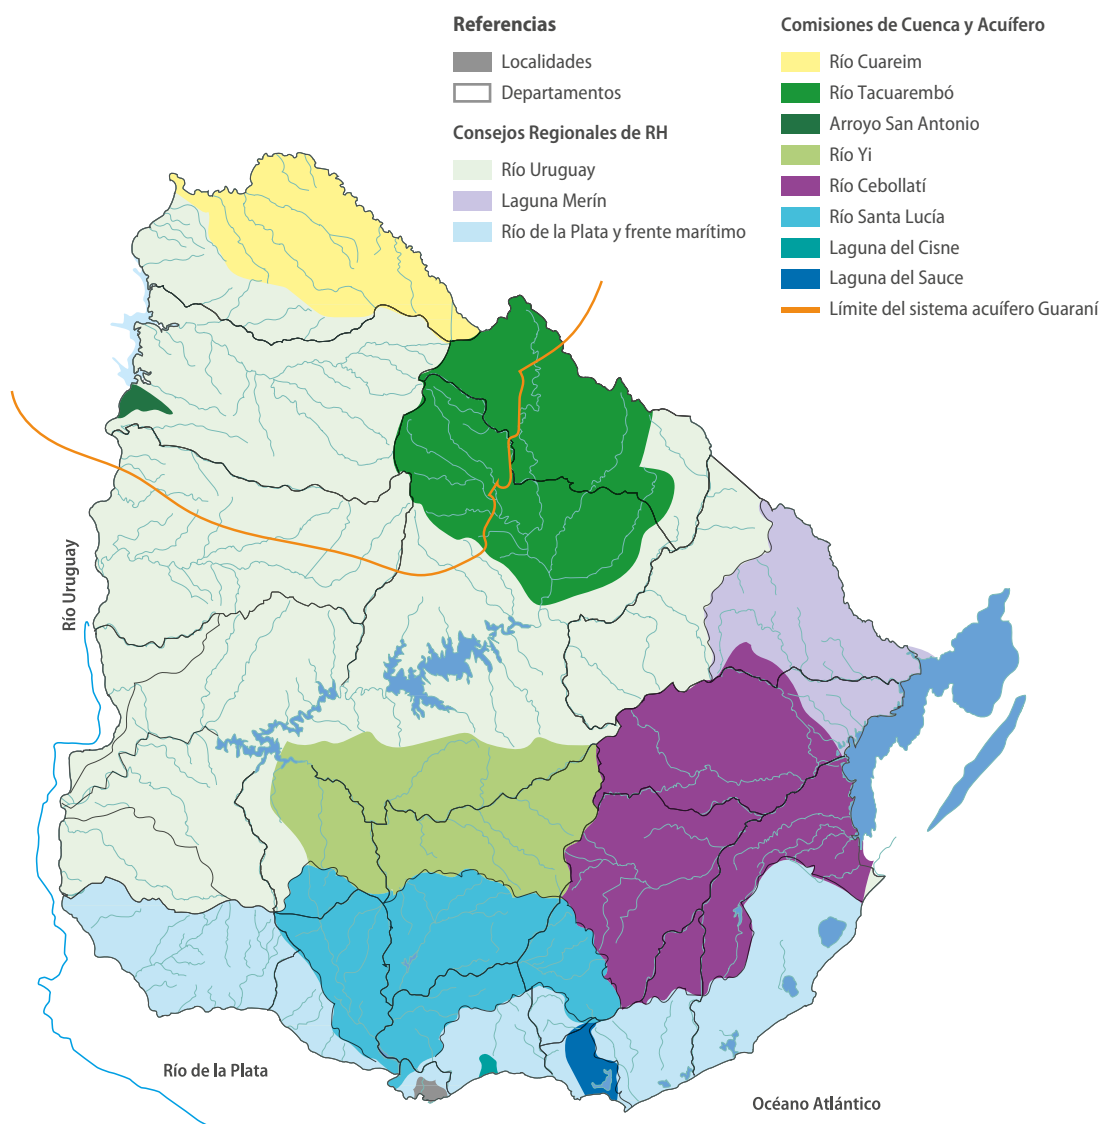 Referencias
Localidades
Departamentos
Consejos Regionales de RH
Río Uruguay
Laguna Merín
Río de la Plata y frente marítimo
Comisiones de Cuenca y Acuífero
Río Cuareim
Río Tacuarembó
Arroyo San Antonio
Río Yi
Río Cebollatí
Río Santa Lucía
Laguna del Cisne
Laguna del Sauce
Límite del sistema acuífero Guaraní
Río Uruguay
Río de la Plata
Océano Atlántico